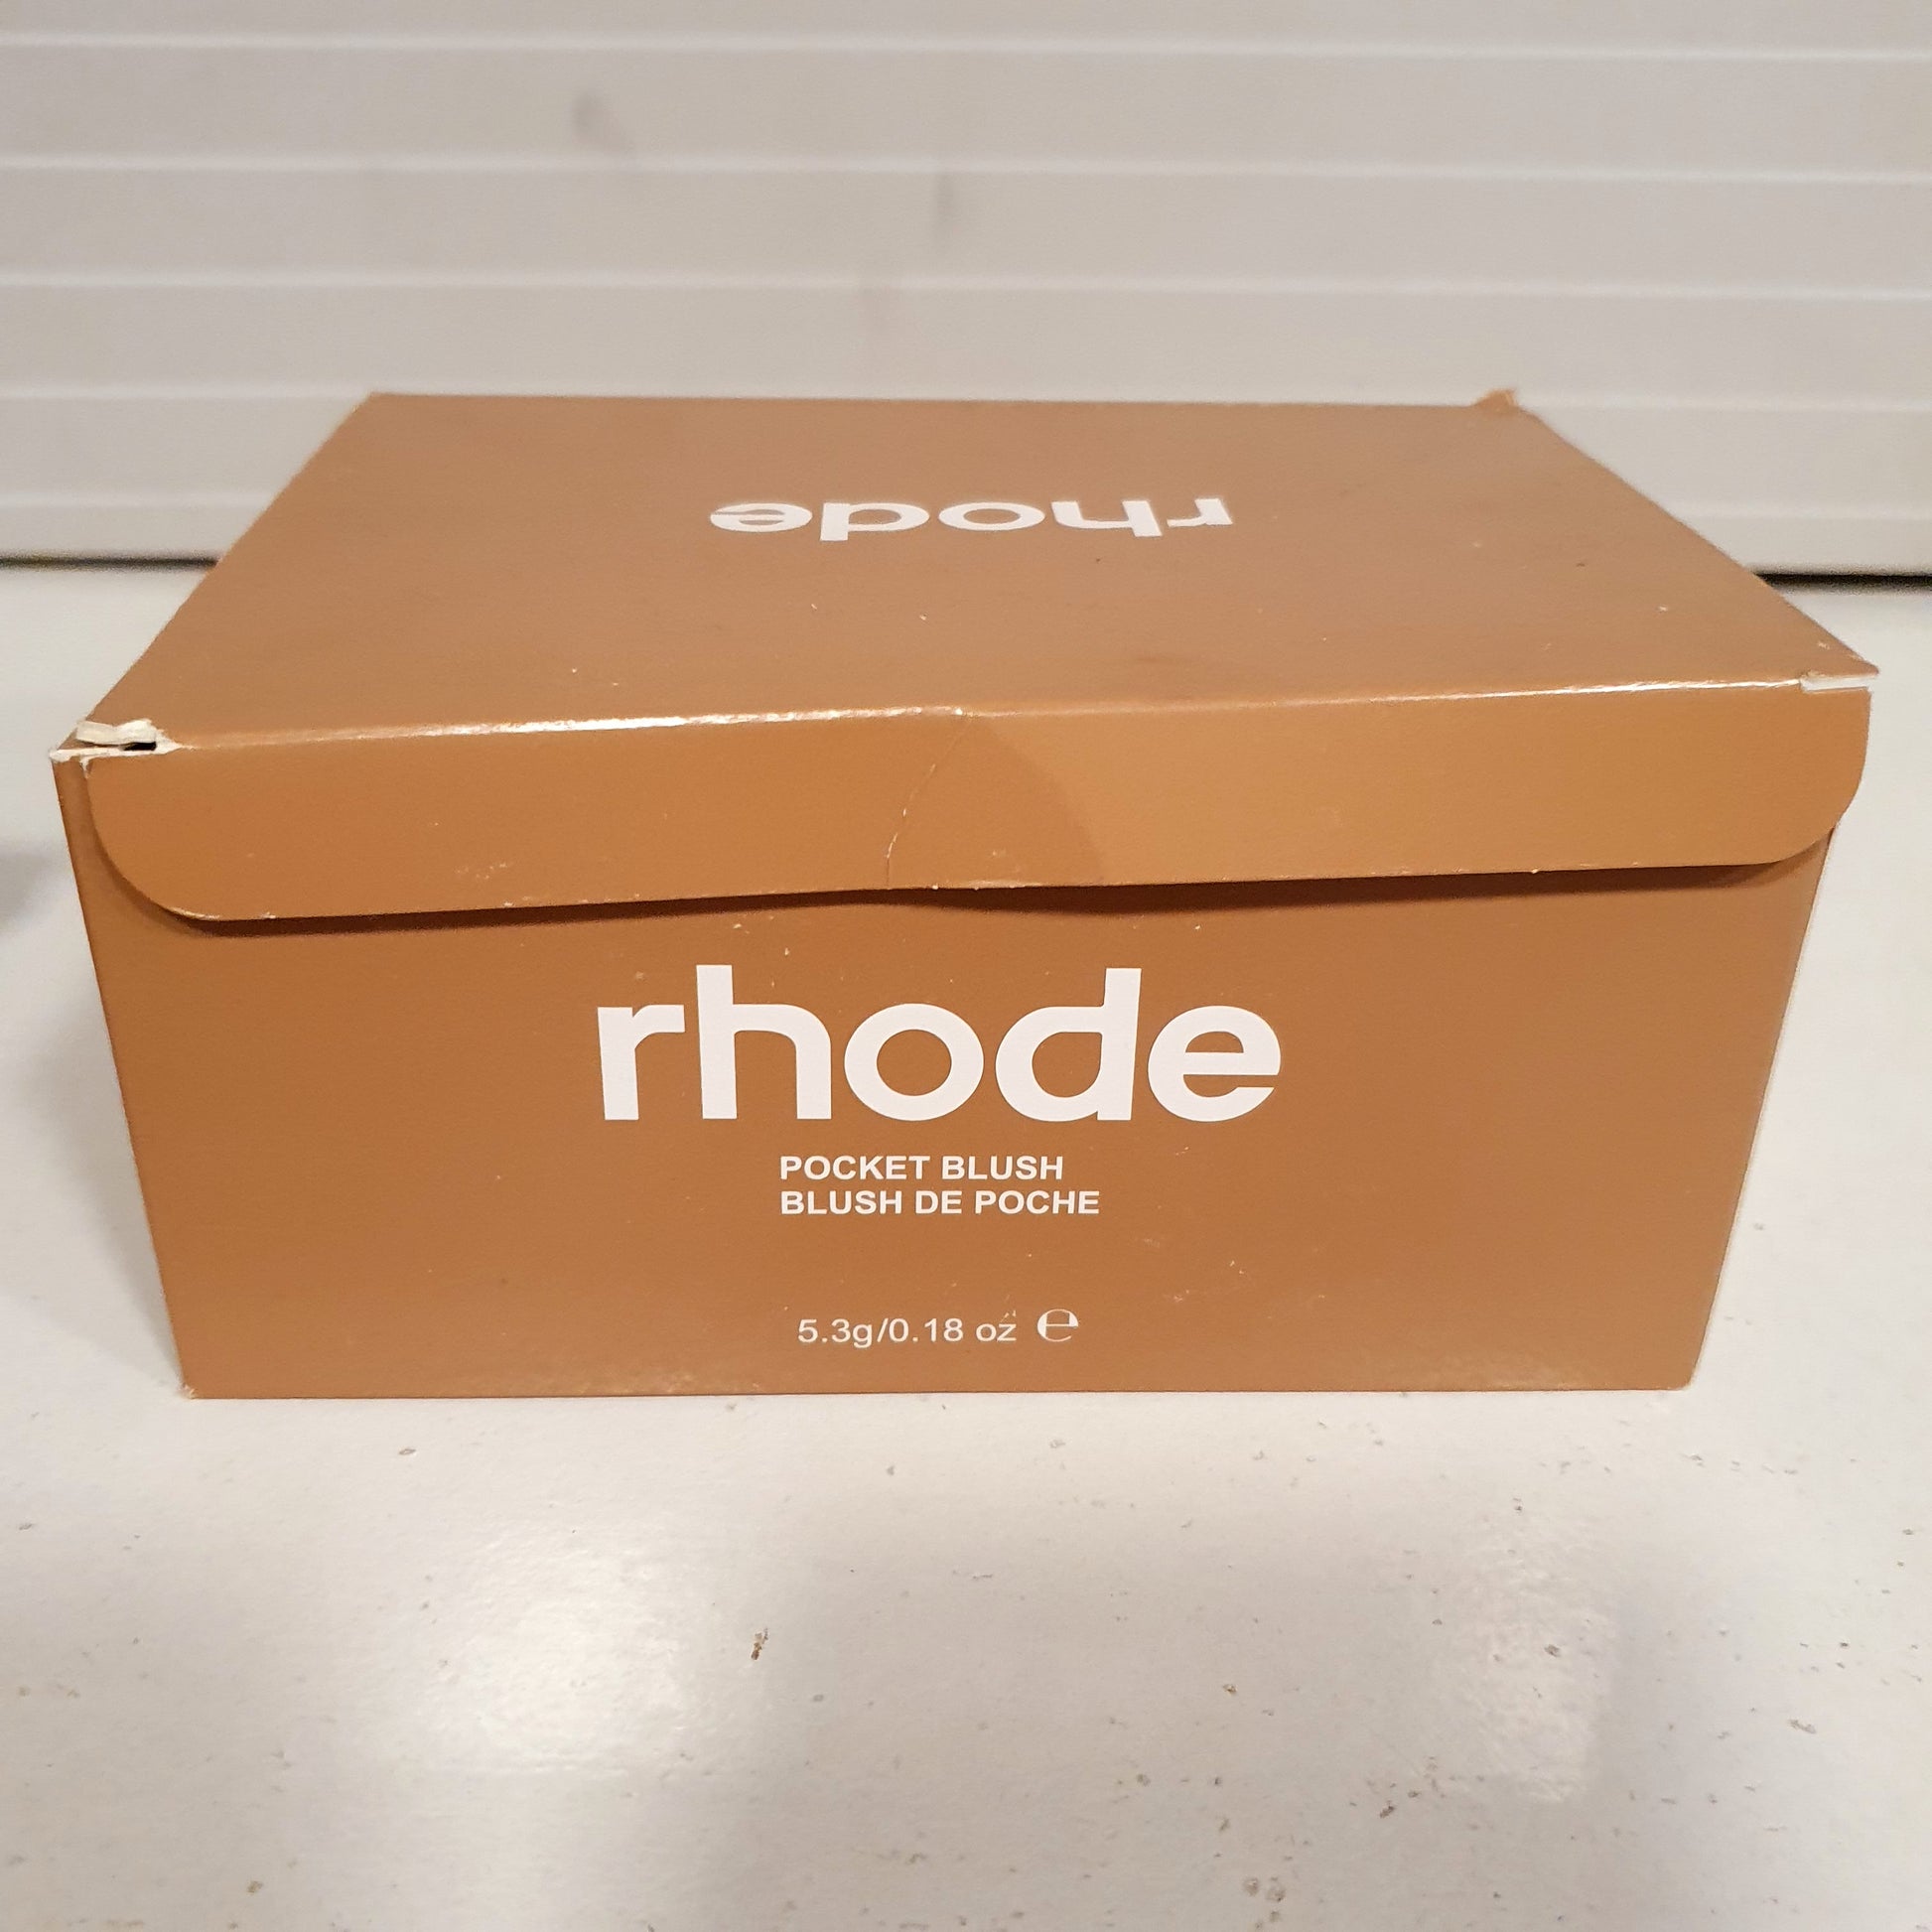 rhode
rhode
POCKET BLUSH
BLUSH DE POCHE
5.3g/0.18 oz ℮